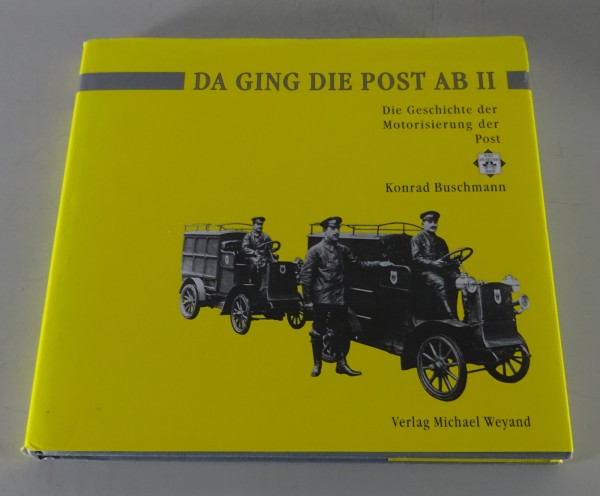 DA GING DIE POST AB II
Die Geschichte der
Motorisierung der
Post
Konrad Buschmann
Verlag Michael Weyand